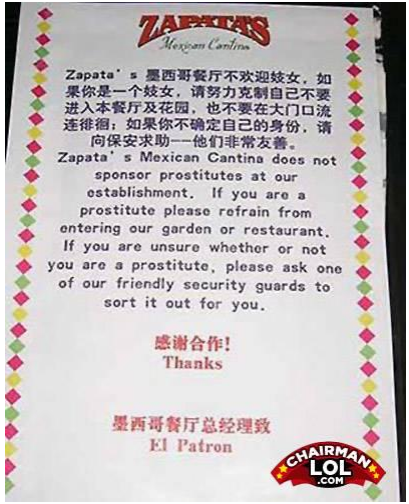 ZAPATA'S
Mexican Cantina
Zapata's 墨西哥餐厅不欢迎妓女，如
果你是一个妓女，请努力克制自己不要
进入本餐厅及花园，也不要在大门口流
连徘徊；如果你不确定自己的身份，请
向保安求助--他们非常友善。
Zapata's Mexican Cantina does not
sponsor prostitutes at our
establishment. If you are a
prostitute please refrain from
entering our garden or restaurant.
If you are unsure whether or not
you are a prostitute, please ask one
of our friendly security guards to
sort it out for you.
感谢合作!
Thanks
墨西哥餐厅总经理致
El Patron
CHAIRMAN
LOL
.COM